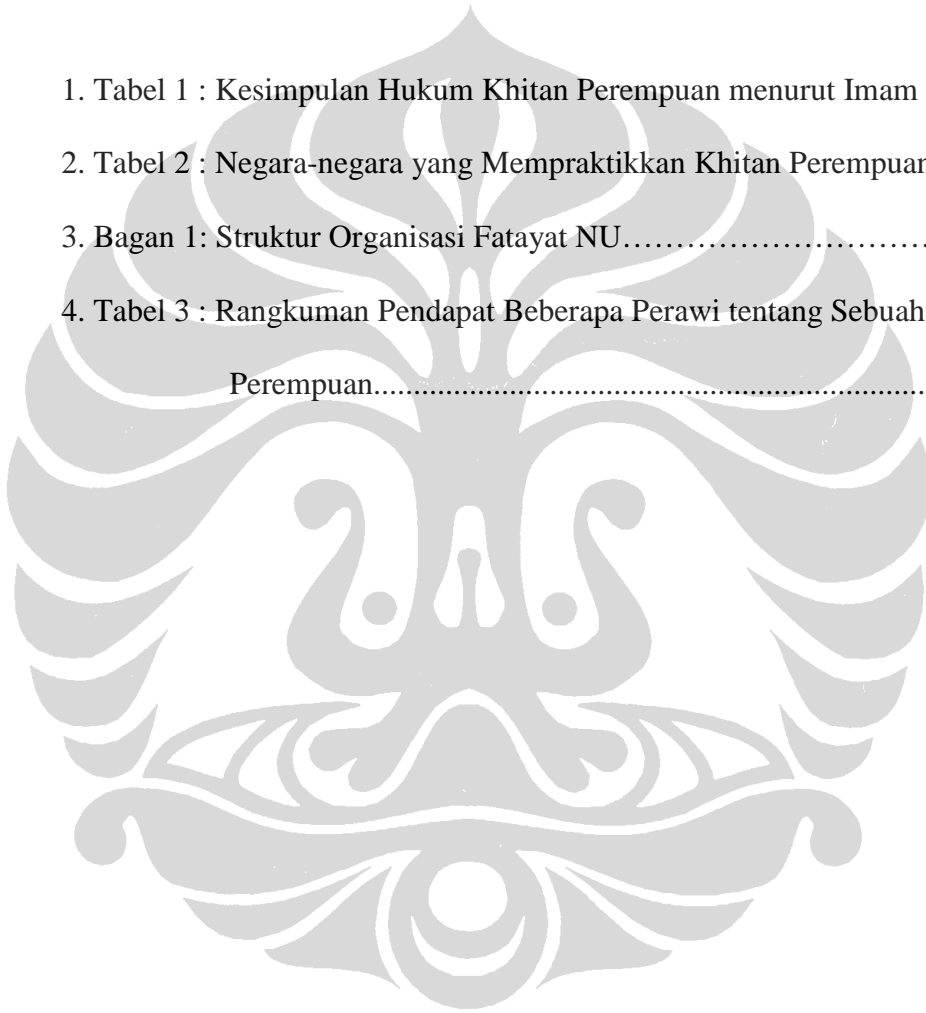 1. Tabel 1 : Kesimpulan Hukum Khitan Perempuan menurut Imam
2. Tabel 2 : Negara-negara yang Mempraktikkan Khitan Perempuan
3. Bagan 1: Struktur Organisasi Fatayat NU…………………………
4. Tabel 3 : Rangkuman Pendapat Beberapa Perawi tentang Sebuah
Perempuan......................................................................